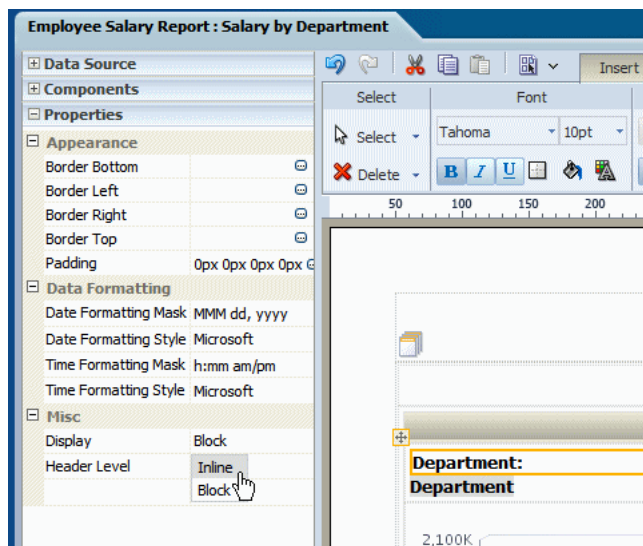 Employee Salary Report : Salary by Department
Data Source
Components
Properties
Appearance
Border Bottom
Border Left
Border Right
Border Top
Padding 0px 0px 0px 0px
Data Formatting
Date Formatting Mask MMM dd, yyyy
Date Formatting Style Microsoft
Time Formatting Mask h:mm am/pm
Time Formatting Style Microsoft
Misc
Display Block
Header Level Inline
Block
Insert
Select Font
Select Tahoma 10pt
Delete B I U
50 100 150 200
Department:
Department
2,100K